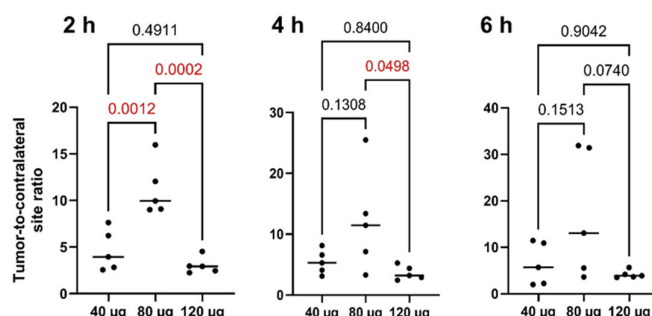 2 h
0.4911
0.0002
0.0012
Tumor-to-contralateral
site ratio
20
15
10
5
0
40 µg 80 µg 120 µg
4 h
0.8400
0.0498
0.1308
30
20
10
0
40 µg 80 µg 120 µg
6 h
0.9042
0.0740
0.1513
40
30
20
10
0
40 µg 80 µg 120 µg